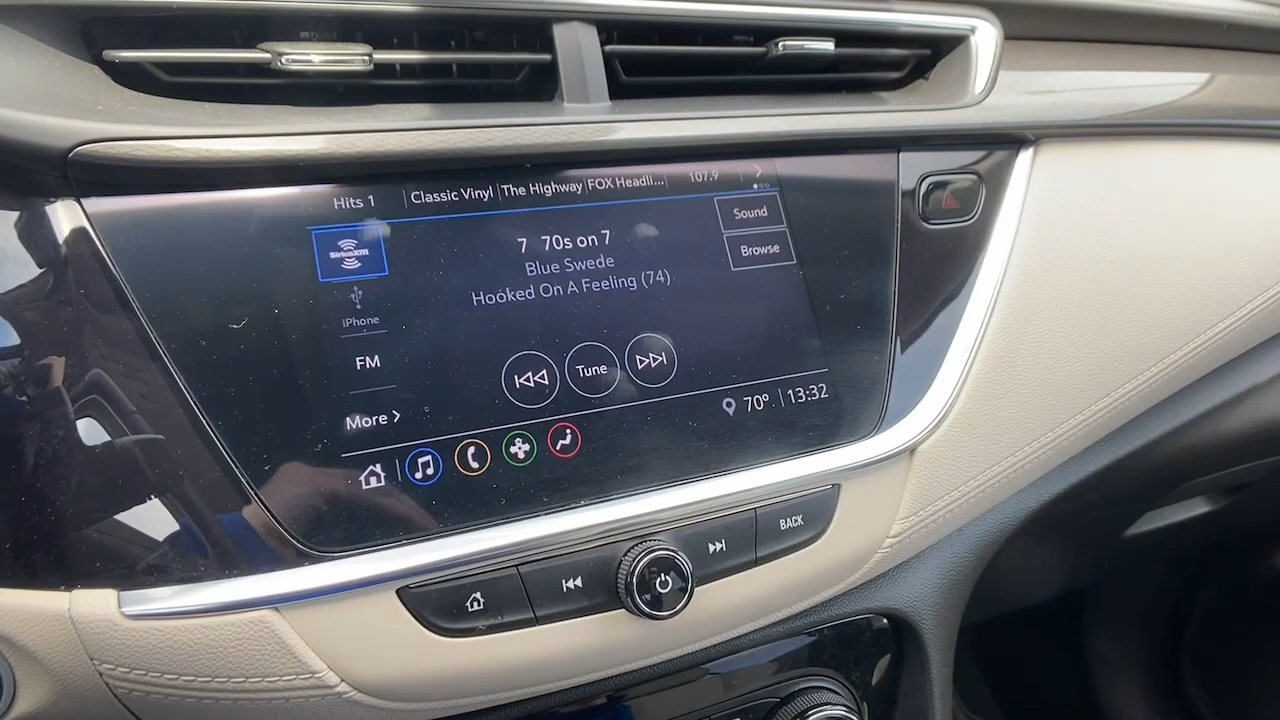 Hits 1 Classic Vinyl The Highway FOX Headli... 107.9
SiriusXM
7 70s on 7
Sound
Blue Swede
Browse
Hooked On A Feeling (74)
iPhone
FM
Tune
More
70° 13:32
BACK